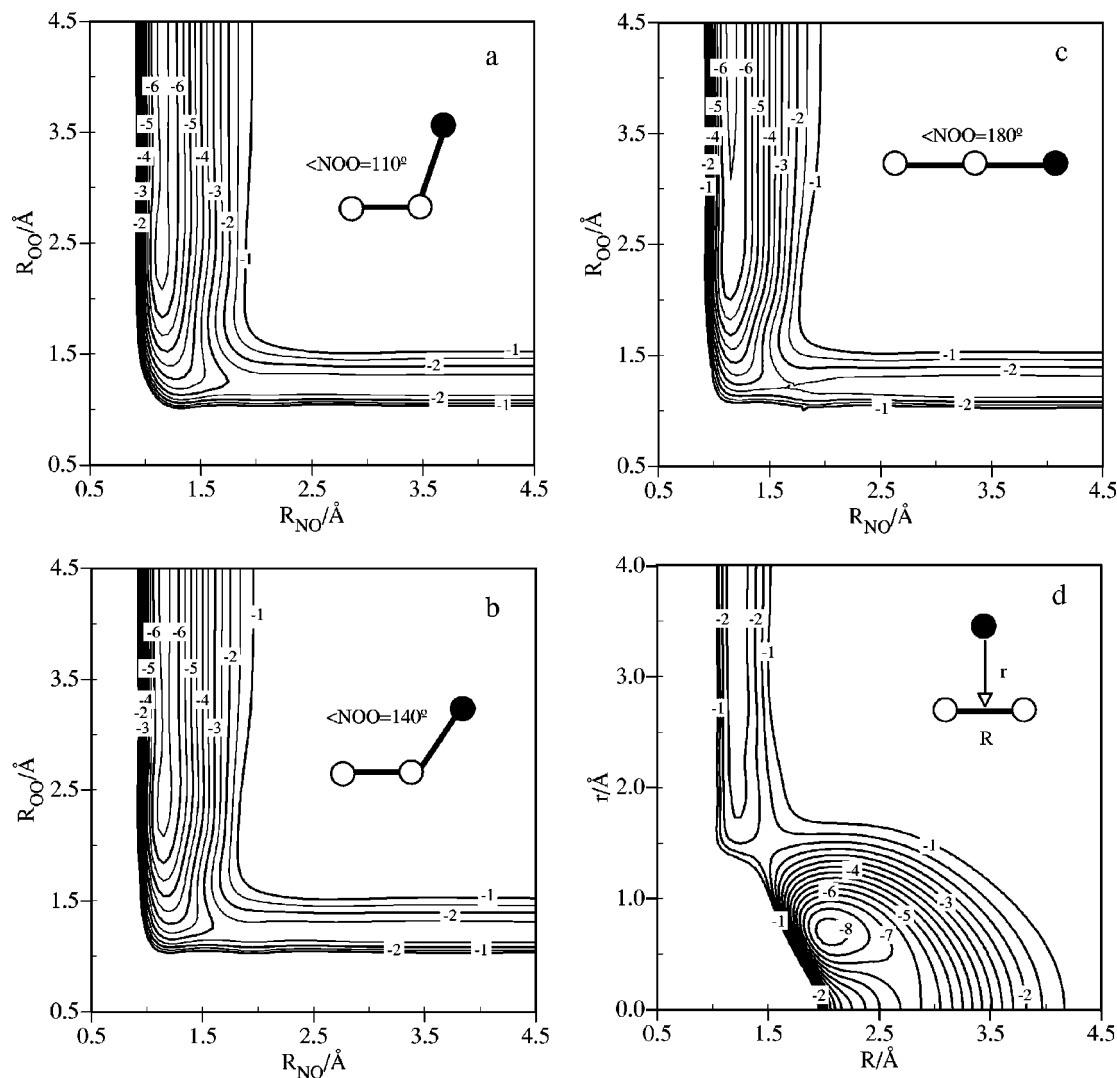 a
<NOO=110º
4.5
3.5
2.5
1.5
0.5
R_OO/Å
0.5 1.5 2.5 3.5 4.5
R_NO/Å
-6 -6
-5 -5
-4 -4
-3 -3
-2 -2
-1
-1
-2
-2
-1
c
<NOO=180º
4.5
3.5
2.5
1.5
0.5
R_OO/Å
0.5 1.5 2.5 3.5 4.5
R_NO/Å
-6 -6
-5 -5
-2
-4 -4
-2 -3
-1 -1
-1
-2
-1 -2
b
<NOO=140º
4.5
3.5
2.5
1.5
0.5
R_OO/Å
0.5 1.5 2.5 3.5 4.5
R_NO/Å
-1
-6 -6
-2
-5 -5
-4 -4
-2
-3 -3
-1
-2
-2 -1
d
r
R
4.0
3.0
2.0
1.0
0.0
r/Å
0.5 1.5 2.5 3.5 4.5
R/Å
-2 -2
-1
-1
-1
-4
-6
-3
-5
-1
-8
-7
-2
-2